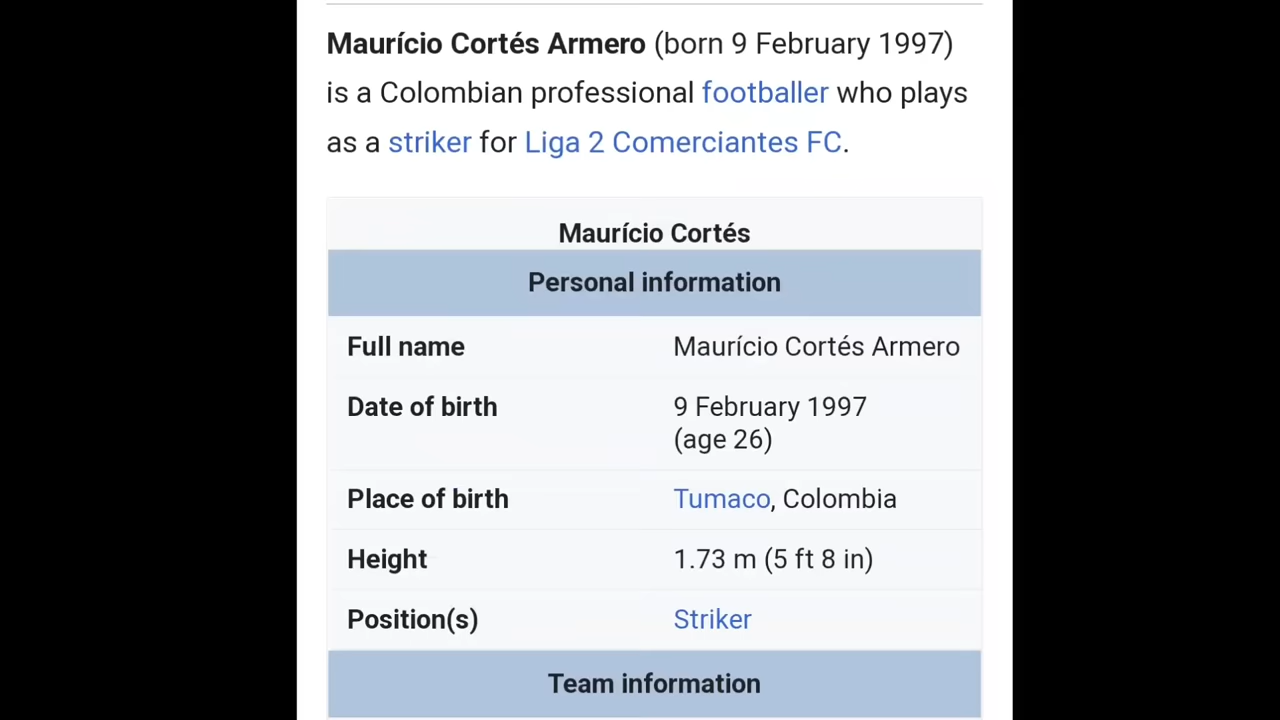 Maurício Cortés Armero (born 9 February 1997)
is a Colombian professional footballer who plays
as a striker for Liga 2 Comerciantes FC.
Maurício Cortés
Personal information
Full name Maurício Cortés Armero
Date of birth 9 February 1997
(age 26)
Place of birth Tumaco, Colombia
Height 1.73 m (5 ft 8 in)
Position(s) Striker
Team information